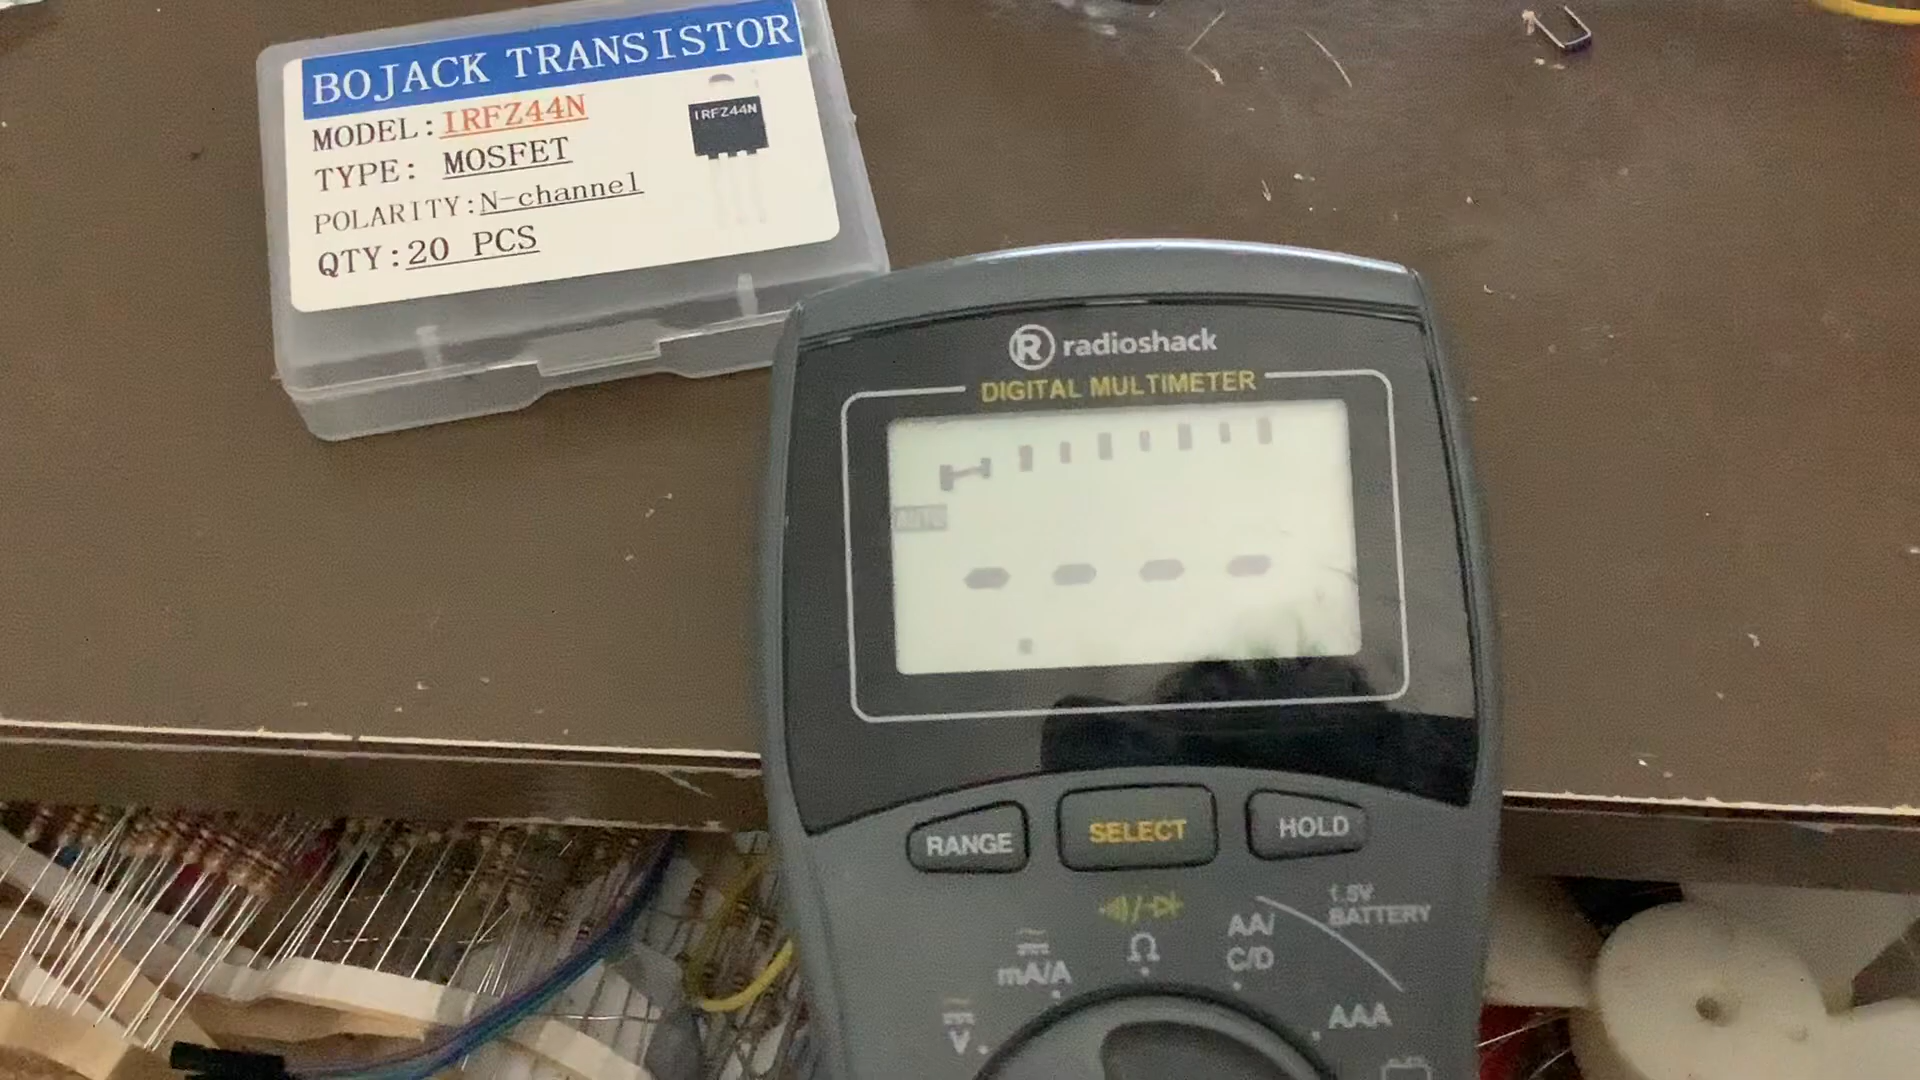 BOJACK TRANSISTOR
MODEL: IRFZ44N
TYPE: MOSFET
POLARITY: N-channel
QTY: 20 PCS
IRFZ44N
R radioshack
DIGITAL MULTIMETER
AUTO
- - - -
RANGE
SELECT
HOLD
1.5V
BATTERY
AA/
C/D
Ω
mA/A
AAA
V